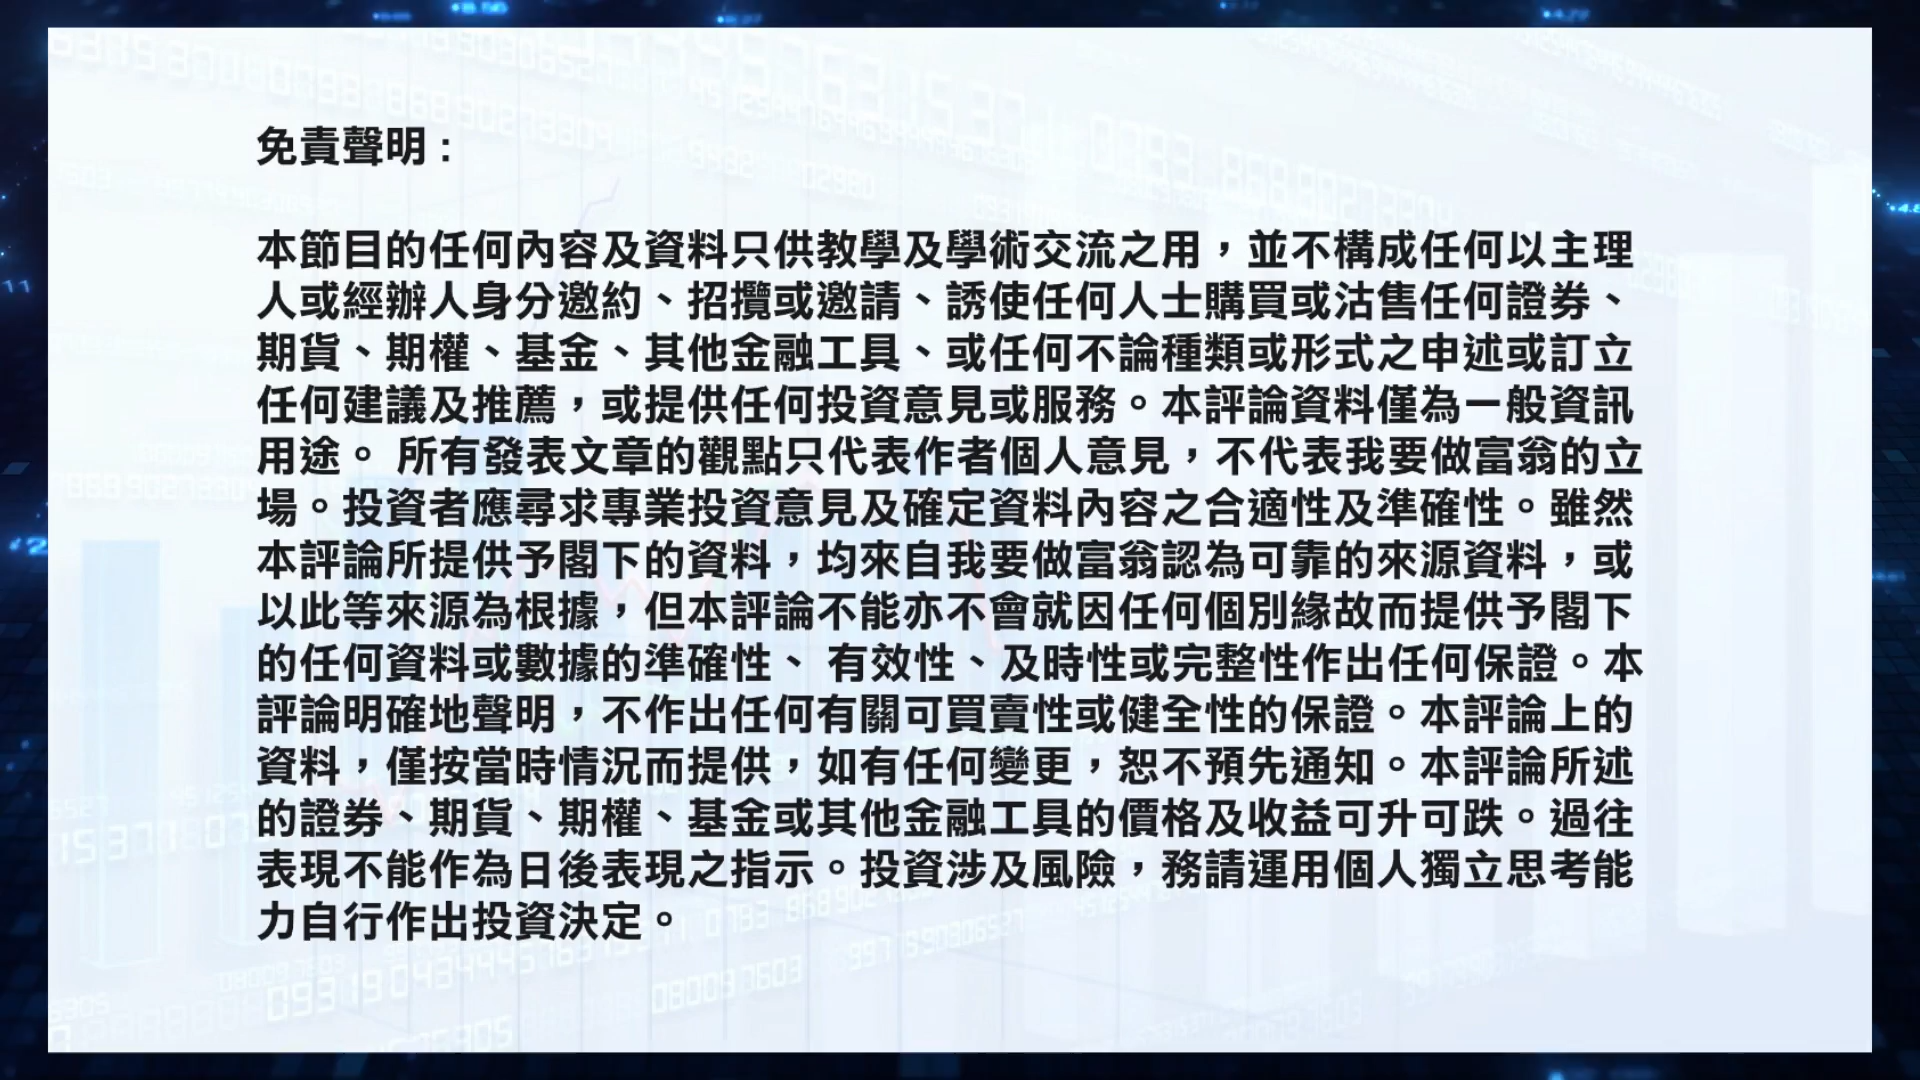 免責聲明：
本節目的任何內容及資料只供教學及學術交流之用，並不構成任何以主理
人或經辦人身分邀約、招攬或邀請、誘使任何人士購買或沽售任何證券、
期貨、期權、基金、其他金融工具、或任何不論種類或形式之申述或訂立
任何建議及推薦，或提供任何投資意見或服務。本評論資料僅為一般資訊
用途。 所有發表文章的觀點只代表作者個人意見，不代表我要做富翁的立
場。投資者應尋求專業投資意見及確定資料內容之合適性及準確性。雖然
本評論所提供予閣下的資料，均來自我要做富翁認為可靠的來源資料，或
以此等來源為根據，但本評論不能亦不會就因任何個別緣故而提供予閣下
的任何資料或數據的準確性、 有效性、及時性或完整性作出任何保證。本
評論明確地聲明，不作出任何有關可買賣性或健全性的保證。本評論上的
資料，僅按當時情況而提供，如有任何變更，恕不預先通知。本評論所述
的證券、期貨、期權、基金或其他金融工具的價格及收益可升可跌。過往
表現不能作為日後表現之指示。投資涉及風險，務請運用個人獨立思考能
力自行作出投資決定。